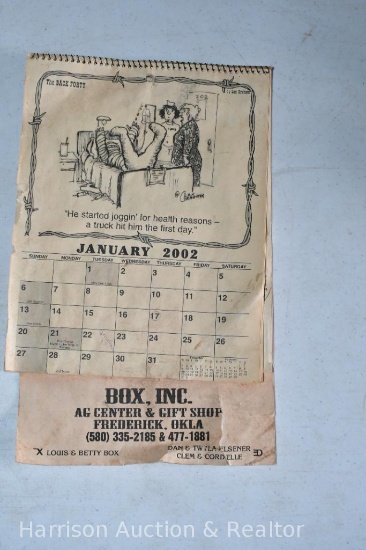 The BACK FORTY
202
"He started joggin' for health reasons –
a truck hit him the first day."
JANUARY 2002
SUNDAY MONDAY TUESDAY WEDNESDAY THURSDAY FRIDAY SATURDAY
1 2 3 4 5
6 7 8 9 10 11 12
13 14 15 16 17 18 19
20 21 22 23 24 25 26
27 28 29 30 31
BOX, INC.
AG CENTER & GIFT SHOP
FREDERICK, OKLA
(580) 335-2185 & 477-1881
LOUIS & BETTY BOX
DAN & TWYLA ELSENER
CLEM & CORDELLE
Harrison Auction & Realtor